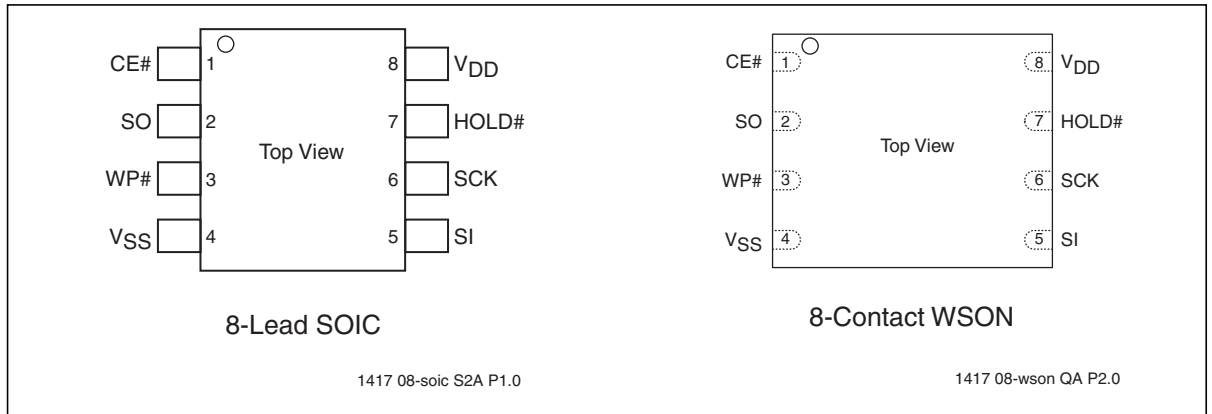 CE# 1 8 VDD
SO 2 7 HOLD#
Top View
WP# 3 6 SCK
VSS 4 5 SI
8-Lead SOIC
1417 08-soic S2A P1.0
CE# 1 8 VDD
SO 2 7 HOLD#
Top View
WP# 3 6 SCK
VSS 4 5 SI
8-Contact WSON
1417 08-wson QA P2.0